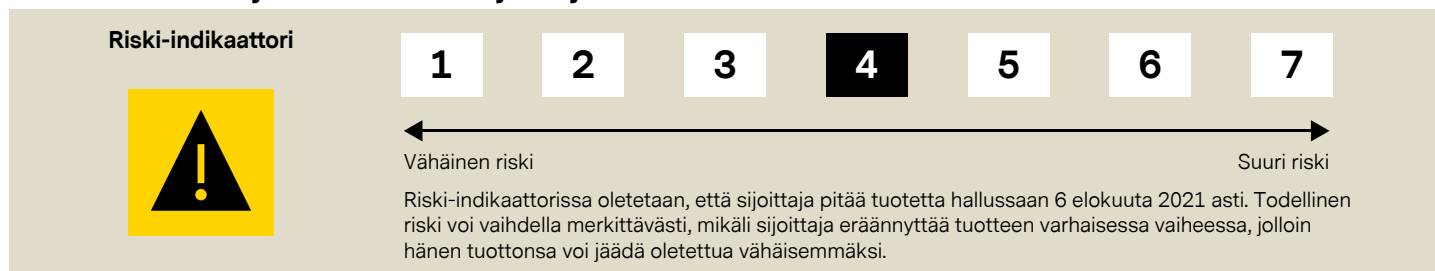 Riski-indikaattori
1 2 3 4 5 6 7
Vähäinen riski Suuri riski
Riski-indikaattorissa oletetaan, että sijoittaja pitää tuotetta hallussaan 6 elokuuta 2021 asti. Todellinen
riski voi vaihdella merkittävästi, mikäli sijoittaja eräännyttää tuotteen varhaisessa vaiheessa, jolloin
hänen tuottonsa voi jäädä oletettua vähäisemmäksi.